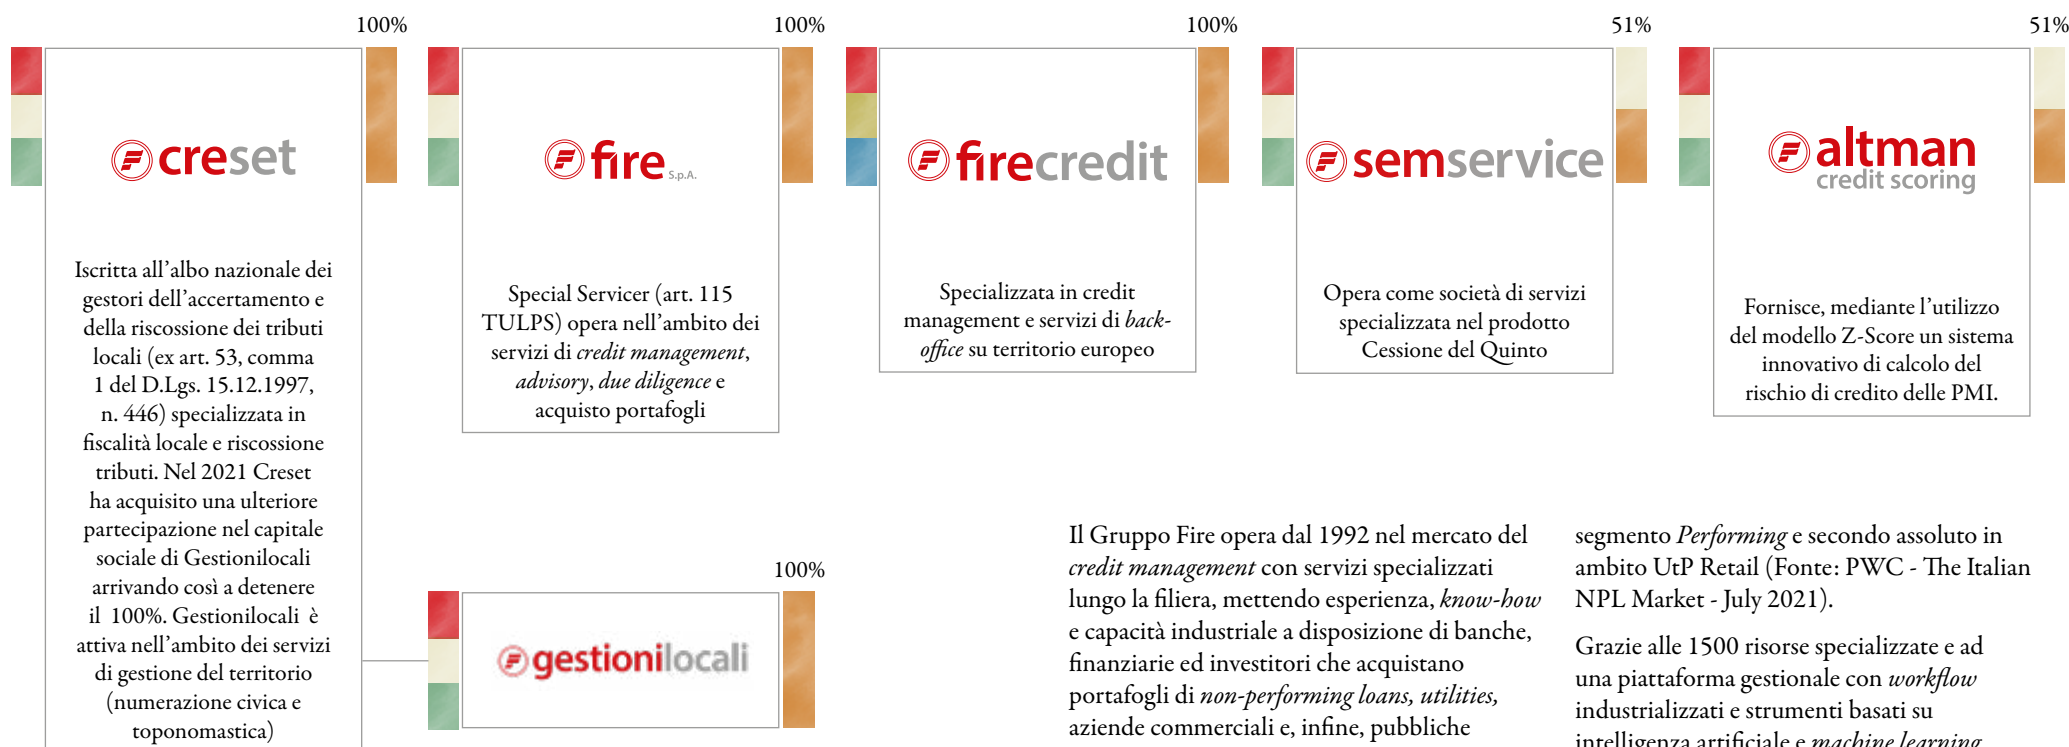 100%
creset
Iscritta all’albo nazionale dei
gestori dell’accertamento e
della riscossione dei tributi
locali (ex art. 53, comma
1 del D.Lgs. 15.12.1997,
n. 446) specializzata in
fiscalità locale e riscossione
tributi. Nel 2021 Creset
ha acquisito una ulteriore
partecipazione nel capitale
sociale di Gestionilocali
arrivando così a detenere
il 100%. Gestionilocali è
attiva nell’ambito dei servizi
di gestione del territorio
(numerazione civica e
toponomastica)
100%
fire S.p.A.
Special Servicer (art. 115
TULPS) opera nell’ambito dei
servizi di credit management,
advisory, due diligence e
acquisto portafogli
100%
firecredit
Specializzata in credit
management e servizi di back-
office su territorio europeo
51%
semservice
Opera come società di servizi
specializzata nel prodotto
Cessione del Quinto
51%
altman
credit scoring
Fornisce, mediante l’utilizzo
del modello Z-Score un sistema
innovativo di calcolo del
rischio di credito delle PMI.
100%
gestionilocali
Il Gruppo Fire opera dal 1992 nel mercato del
credit management con servizi specializzati
lungo la filiera, mettendo esperienza, know-how
e capacità industriale a disposizione di banche,
finanziarie ed investitori che acquistano
portafogli di non-performing loans, utilities,
aziende commerciali e, infine, pubbliche
segmento Performing e secondo assoluto in
ambito UtP Retail (Fonte: PWC - The Italian
NPL Market - July 2021).
Grazie alle 1500 risorse specializzate e ad
una piattaforma gestionale con workflow
industrializzati e strumenti basati su
intelligenza artificiale e machine learning